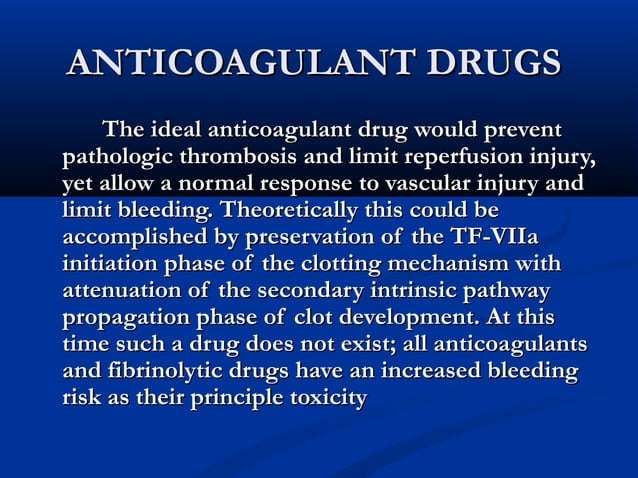 ANTICOAGULANT DRUGS
The ideal anticoagulant drug would prevent
pathologic thrombosis and limit reperfusion injury,
yet allow a normal response to vascular injury and
limit bleeding. Theoretically this could be
accomplished by preservation of the TF-VIIa
initiation phase of the clotting mechanism with
attenuation of the secondary intrinsic pathway
propagation phase of clot development. At this
time such a drug does not exist; all anticoagulants
and fibrinolytic drugs have an increased bleeding
risk as their principle toxicity